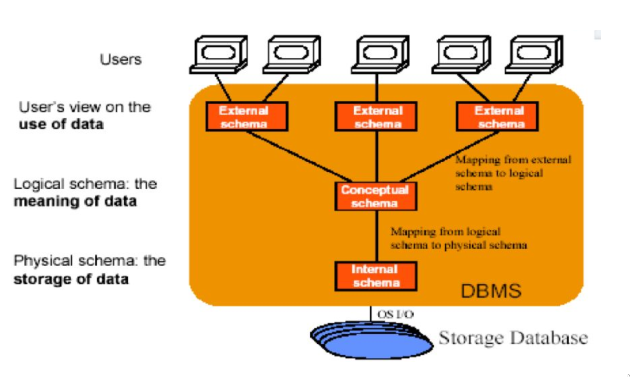 Users
User's view on the
use of data
External
schema
External
schema
External
schema
Mapping from external
schema to logical
schema
Logical schema: the
meaning of data
Conceptual
schema
Mapping from logical
schema to physical schema
Physical schema: the
storage of data
Internal
schema
DBMS
OS I/O
Storage Database